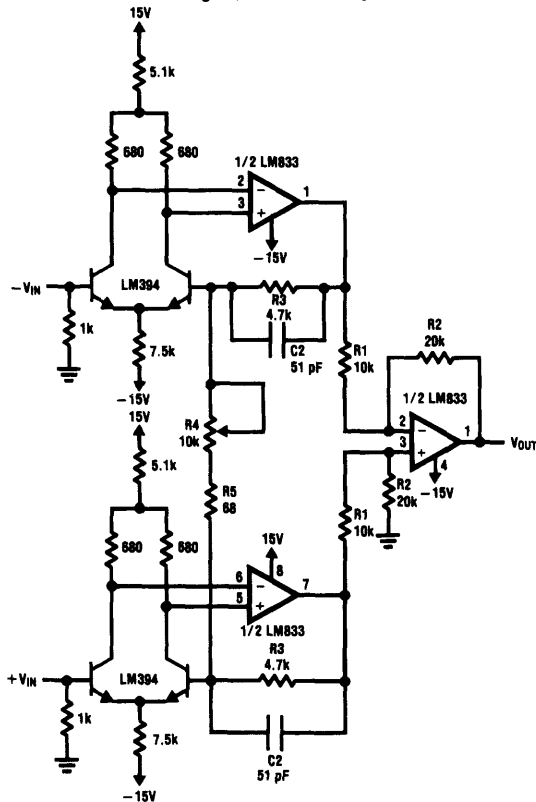 15V
5.1k
680
680
1/2 LM833
2
1
3
−15V
−VIN
LM394
R3
4.7k
1k
C2
51 pF
R2
20k
7.5k
R1
10k
−15V
15V
R4
10k
1/2 LM833
2
1
3
VOUT
4
−15V
5.1k
R2
20k
R5
68
R1
10k
680
680
15V
8
6
7
5
1/2 LM833
R3
4.7k
+VIN
LM394
1k
7.5k
C2
51 pF
−15V